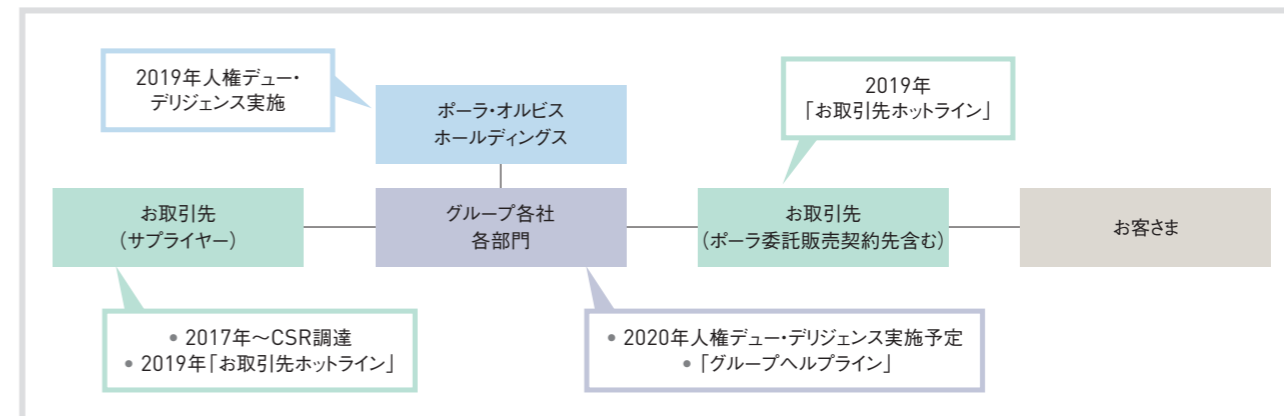 2019年人権デュー・
デリジェンス実施
ポーラ・オルビス
ホールディングス
2019年
「お取引先ホットライン」
お取引先
（サプライヤー）
グループ各社
各部門
お取引先
（ポーラ委託販売契約先含む）
お客さま
• 2017年〜CSR調達
• 2019年「お取引先ホットライン」
• 2020年人権デュー・デリジェンス実施予定
• 「グループヘルプライン」